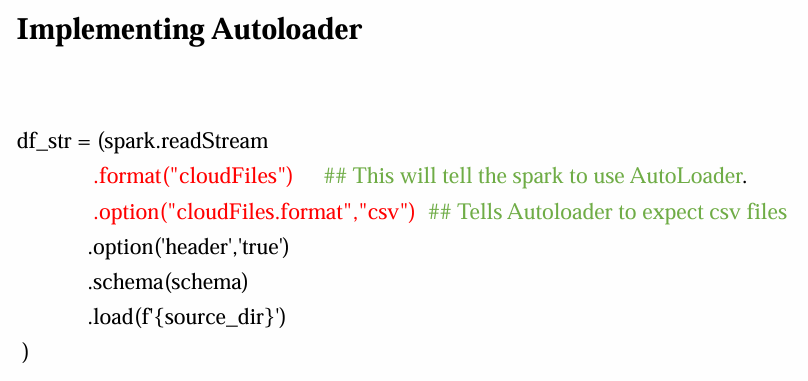 Implementing Autoloader
df_str = (spark.readStream
.format("cloudFiles") ## This will tell the spark to use AutoLoader.
.option("cloudFiles.format","csv") ## Tells Autoloader to expect csv files
.option('header','true')
.schema(schema)
.load(f'{source_dir}')
)